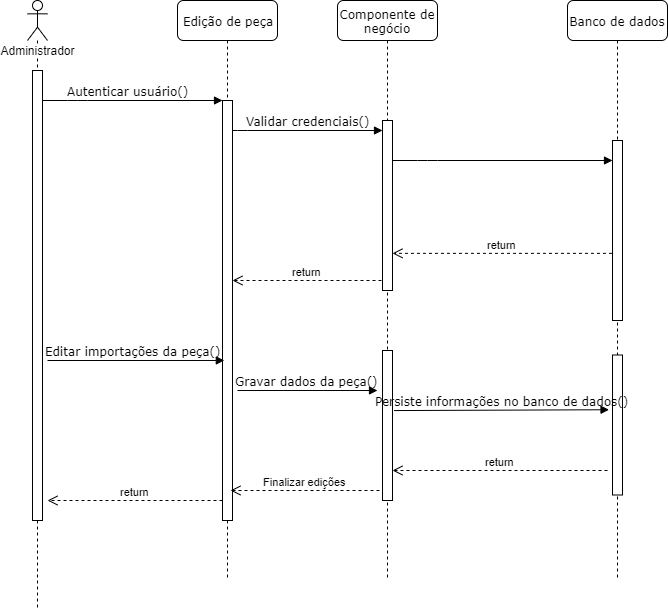 Edição de peça
Componente de
negócio
Banco de dados
Administrador
Autenticar usuário()
Validar credenciais()
return
return
Editar importações da peça()
Gravar dados da peça()
Persiste informações no banco de dados()
return
Finalizar edições
return